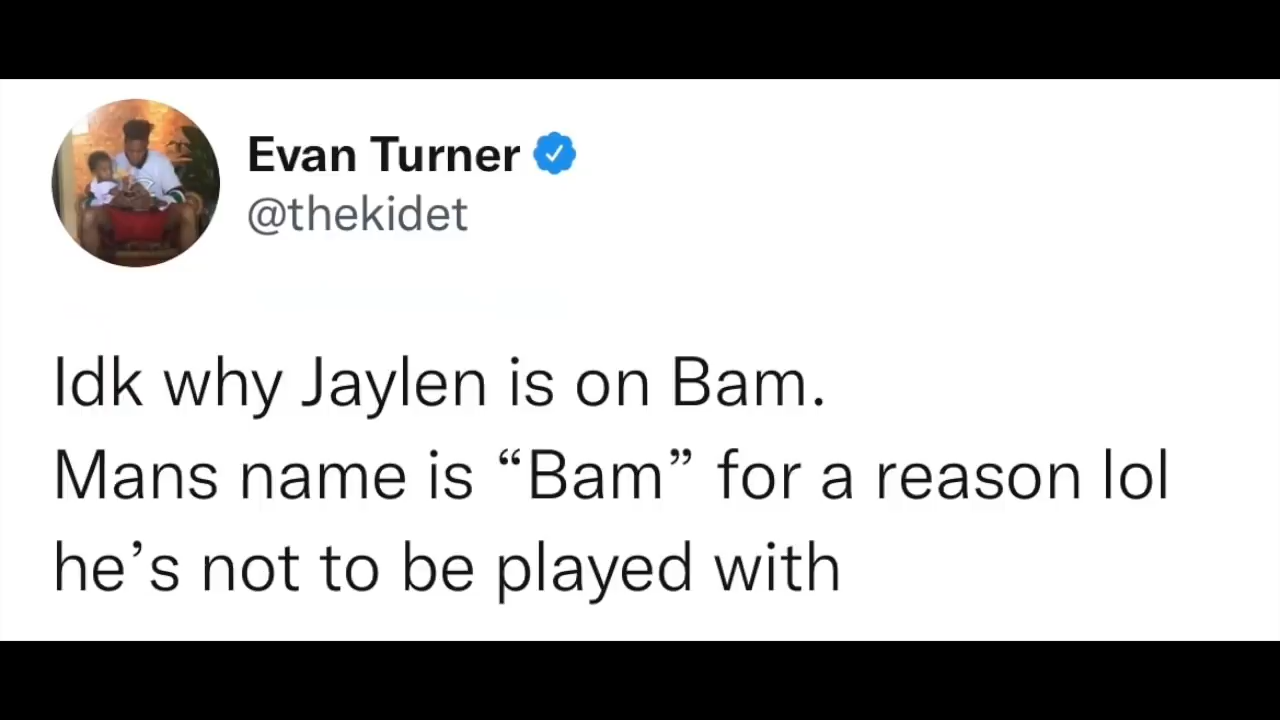 Evan Turner
@thekidet
Idk why Jaylen is on Bam.
Mans name is “Bam” for a reason lol
he’s not to be played with